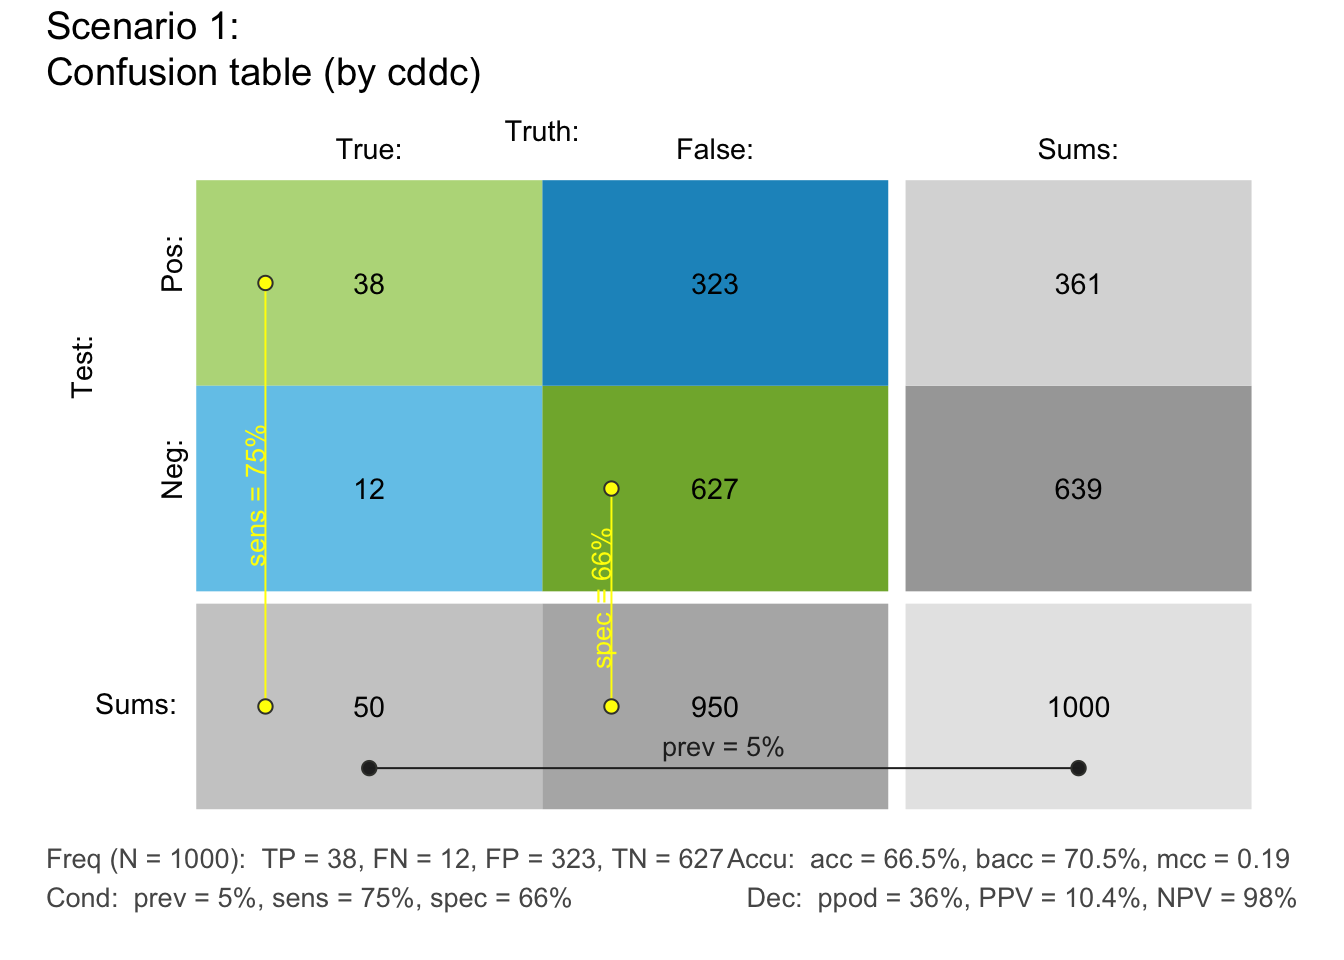 Scenario 1:
Confusion table (by cddc)
Truth:
True:
False:
Sums:
Test:
Pos:
38
323
361
Neg:
12
627
639
sens = 75%
spec = 66%
Sums:
50
950
1000
prev = 5%
Freq (N = 1000):  TP = 38, FN = 12, FP = 323, TN = 627
Accu:  acc = 66.5%, bacc = 70.5%, mcc = 0.19
Cond:  prev = 5%, sens = 75%, spec = 66%
Dec:  ppod = 36%, PPV = 10.4%, NPV = 98%